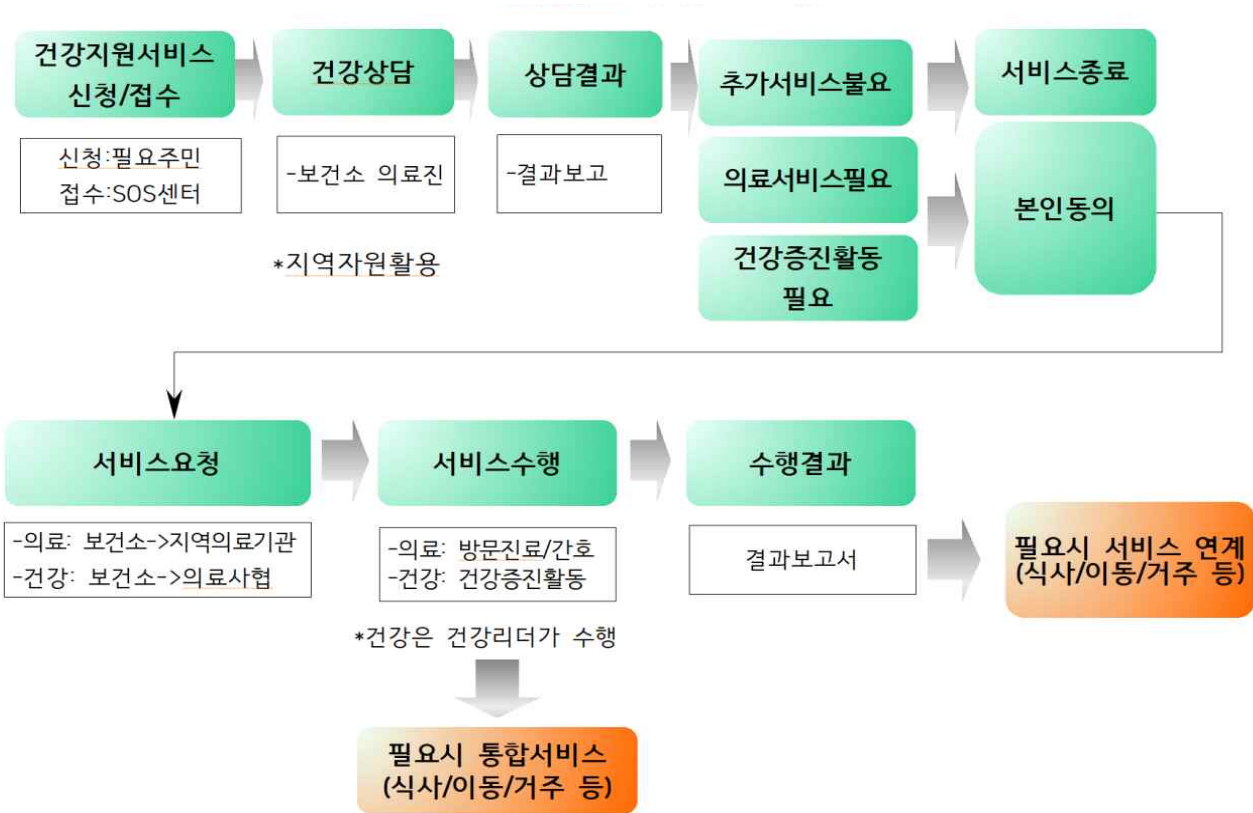 건강지원서비스
신청/접수
건강상담
상담결과
추가서비스불요
서비스종료
신청:필요주민
접수:SOS센터
-보건소 의료진
-결과보고
의료서비스필요
본인동의
*지역자원활용
건강증진활동
필요
서비스요청
서비스수행
수행결과
-의료: 보건소->지역의료기관
-건강: 보건소->의료사협
-의료: 방문진료/간호
-건강: 건강증진활동
결과보고서
필요시 서비스 연계
(식사/이동/거주 등)
*건강은 건강리더가 수행
필요시 통합서비스
(식사/이동/거주 등)